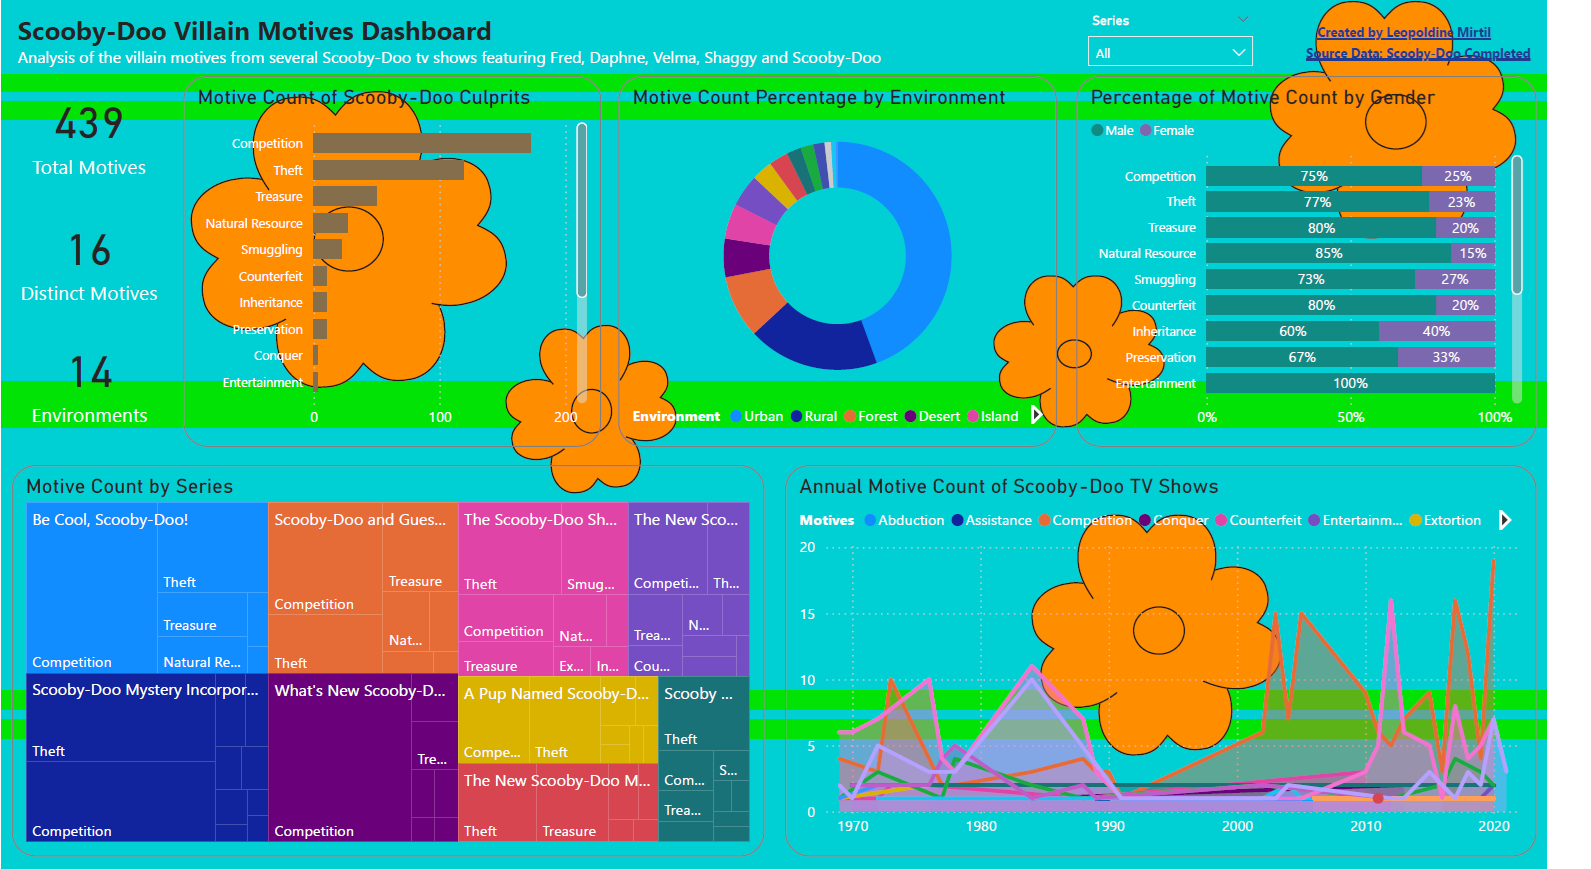 Scooby-Doo Villain Motives Dashboard
Analysis of the villain motives from several Scooby-Doo tv shows featuring Fred, Daphne, Velma, Shaggy and Scooby-Doo
Series
All
Created by Leopoldine Mirtil
Source Data: Scooby-Doo Completed
439
Total Motives
16
Distinct Motives
14
Environments
Motive Count of Scooby-Doo Culprits
Competition
Theft
Treasure
Natural Resource
Smuggling
Counterfeit
Inheritance
Preservation
Conquer
Entertainment
0 100 200
Motive Count Percentage by Environment
Environment Urban Rural Forest Desert Island
Percentage of Motive Count by Gender
Male Female
Competition 75% 25%
Theft 77% 23%
Treasure 80% 20%
Natural Resource 85% 15%
Smuggling 73% 27%
Counterfeit 80% 20%
Inheritance 60% 40%
Preservation 67% 33%
Entertainment 100%
0% 50% 100%
Motive Count by Series
Be Cool, Scooby-Doo!
Theft
Treasure
Competition
Natural Re...
Scooby-Doo and Gues...
Treasure
Competition
Nat...
Theft
The Scooby-Doo Sh...
Theft
Smug...
Competition
Nat...
Treasure
Ex...
In...
The New Sco...
Competi...
Th...
Trea...
N...
Cou...
Scooby-Doo Mystery Incorpor...
Theft
Competition
What's New Scooby-D...
Tre...
Competition
A Pup Named Scooby-D...
Compe...
Theft
The New Scooby-Doo M...
Theft
Treasure
Scooby ...
Theft
Com...
S...
Trea...
Annual Motive Count of Scooby-Doo TV Shows
Motives Abduction Assistance Competition Conquer Counterfeit Entertainm... Extortion
20
15
10
5
0
1970 1980 1990 2000 2010 2020